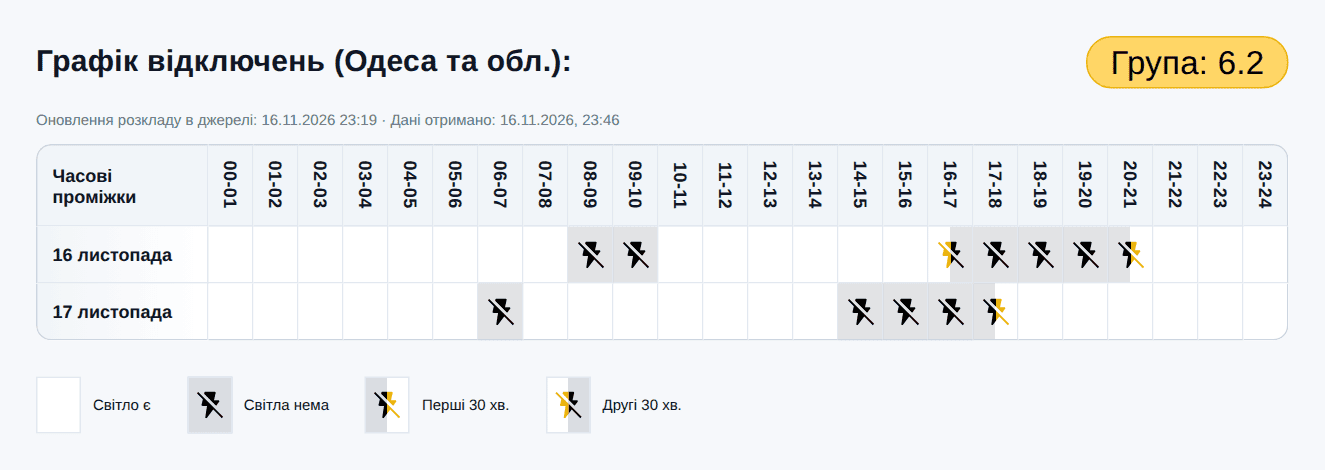 Графік відключень (Одеса та обл.):
Група: 6.2
Оновлення розкладу в джерелі: 16.11.2026 23:19 · Дані отримано: 16.11.2026, 23:46
Часові
проміжки
00-01
01-02
02-03
03-04
04-05
05-06
06-07
07-08
08-09
09-10
10-11
11-12
12-13
13-14
14-15
15-16
16-17
17-18
18-19
19-20
20-21
21-22
22-23
23-24
16 листопада
17 листопада
Світло є
Світла нема
Перші 30 хв.
Другі 30 хв.